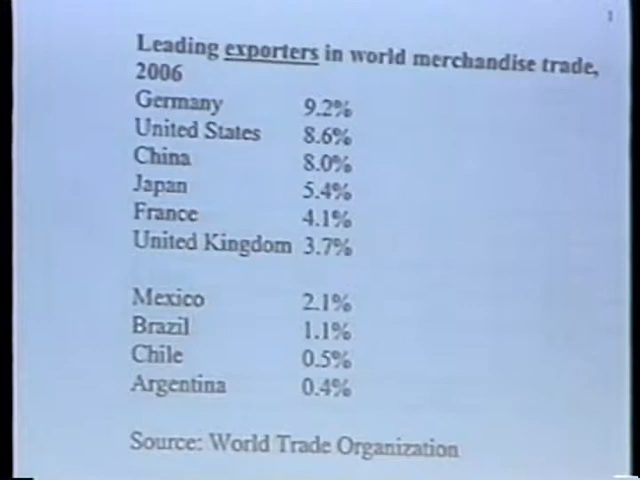 1
Leading exporters in world merchandise trade,
2006
Germany 9.2%
United States 8.6%
China 8.0%
Japan 5.4%
France 4.1%
United Kingdom 3.7%
Mexico 2.1%
Brazil 1.1%
Chile 0.5%
Argentina 0.4%
Source: World Trade Organization